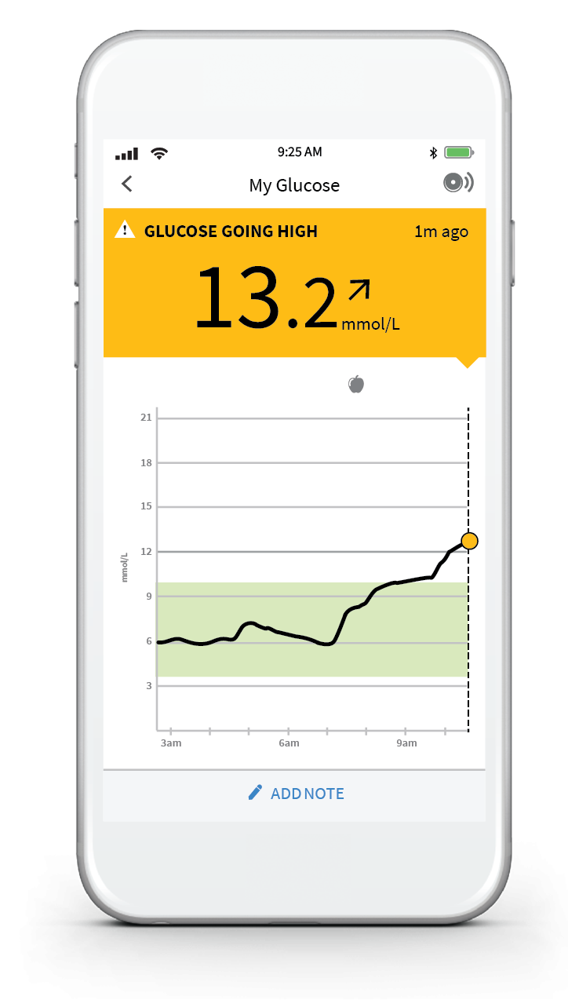 9:25 AM
My Glucose
GLUCOSE GOING HIGH 1m ago
13.2 mmol/L
21
18
15
12
mmol/L
9
6
3
3am 6am 9am
ADD NOTE